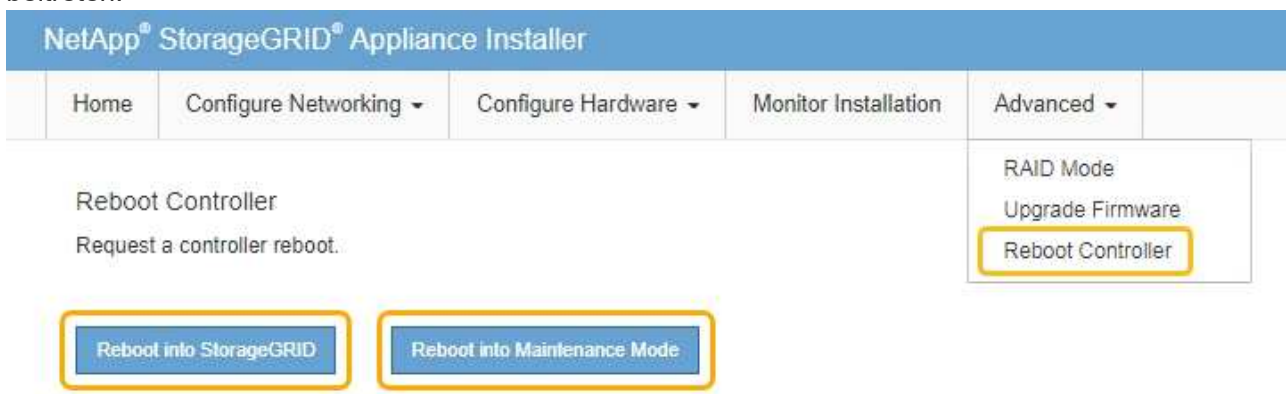 NetApp® StorageGRID® Appliance Installer
Home Configure Networking Configure Hardware Monitor Installation Advanced
RAID Mode
Upgrade Firmware
Reboot Controller
Reboot Controller
Request a controller reboot.
Reboot into StorageGRID Reboot into Maintenance Mode